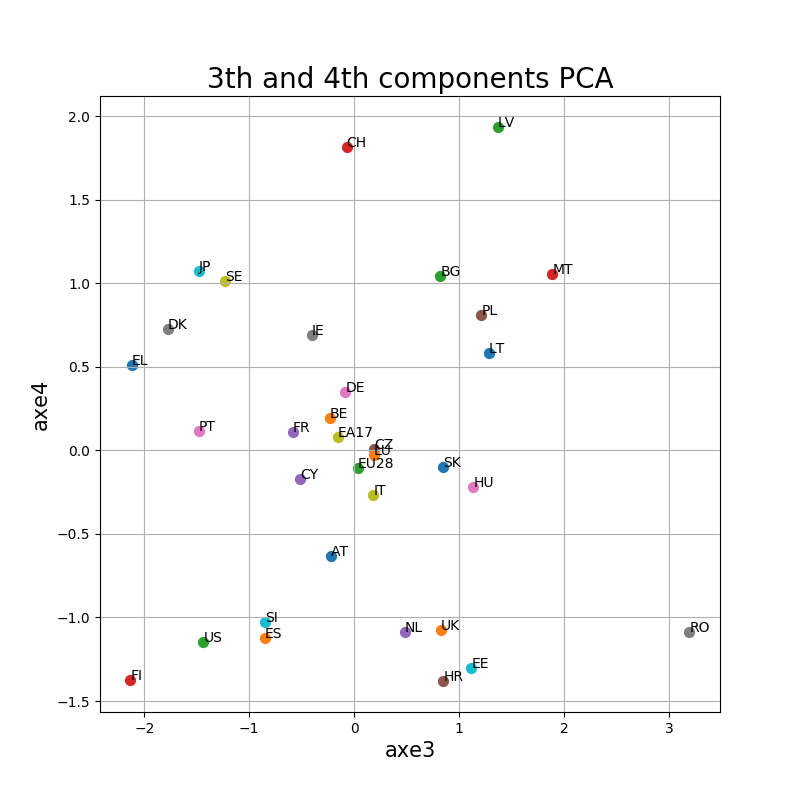 3th and 4th components PCA
2.0
LV
CH
1.5
JP
SE
BG
MT
1.0
DK
IE
PL
EL
LT
0.5
DE
BE
PT
FR
EA17
CZ
LU
0.0
EU28
SK
CY
HU
IT
−0.5
AT
SI
−1.0
US
ES
NL
UK
RO
FI
EE
HR
−1.5
−2
−1
0
1
2
3
axe3
axe4